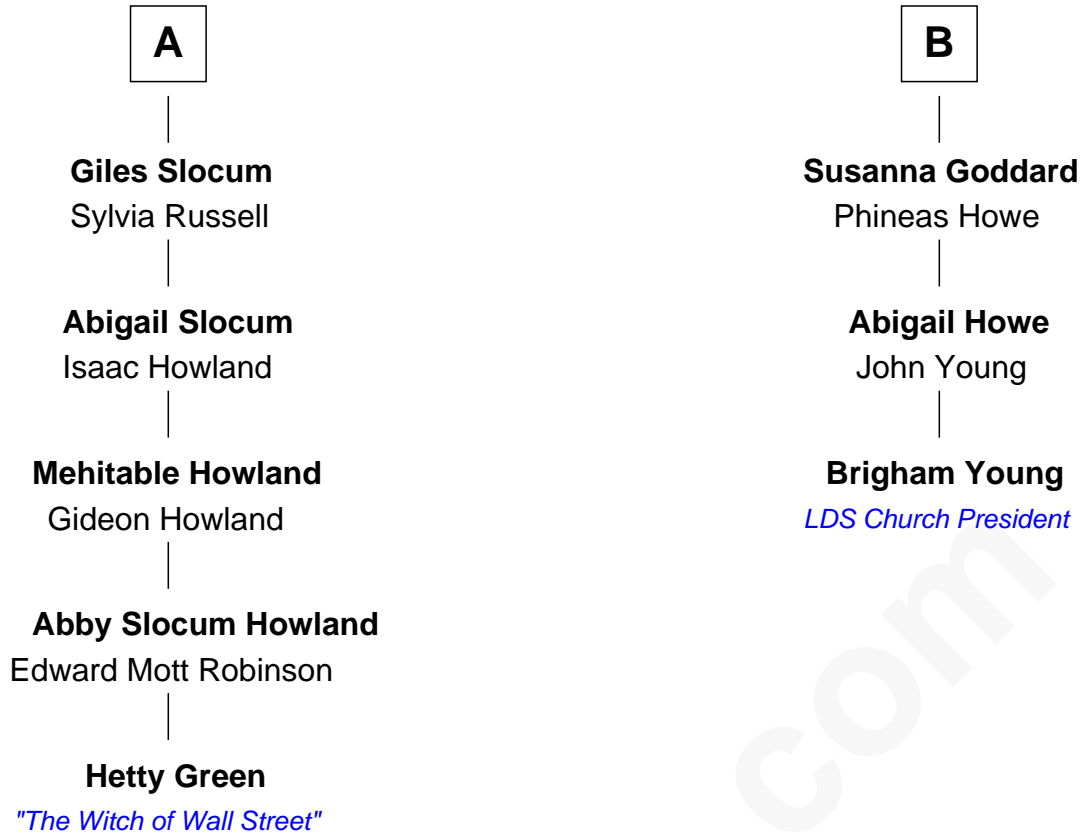 A
Giles Slocum
Sylvia Russell
Abigail Slocum
Isaac Howland
Mehitable Howland
Gideon Howland
Abby Slocum Howland
Edward Mott Robinson
Hetty Green
"The Witch of Wall Street"
B
Susanna Goddard
Phineas Howe
Abigail Howe
John Young
Brigham Young
LDS Church President
com